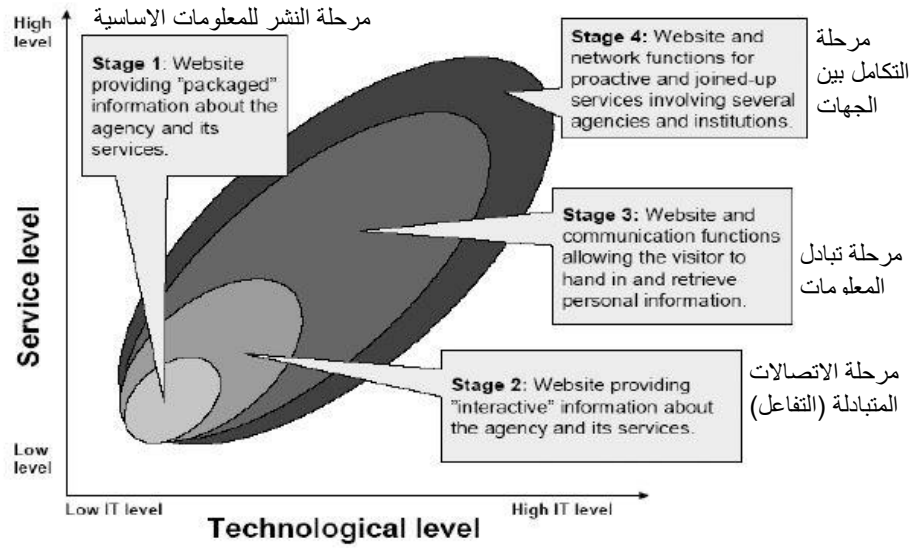 High
level
مرحلة النشر للمعلومات الاساسية
Stage 1: Website
providing "packaged"
information about the
agency and its
services.
Stage 4: Website and
network functions for
proactive and joined-up
services involving several
agencies and institutions.
مرحلة
التكامل بين
الجهات
Stage 3: Website and
communication functions
allowing the visitor to
hand in and retrieve
personal information.
مرحلة تبادل
المعلومات
Stage 2: Website providing
"interactive" information about
the agency and its services.
مرحلة الاتصالات
المتبادلة (التفاعل)
Service level
Low
level
Low IT level
High IT level
Technological level